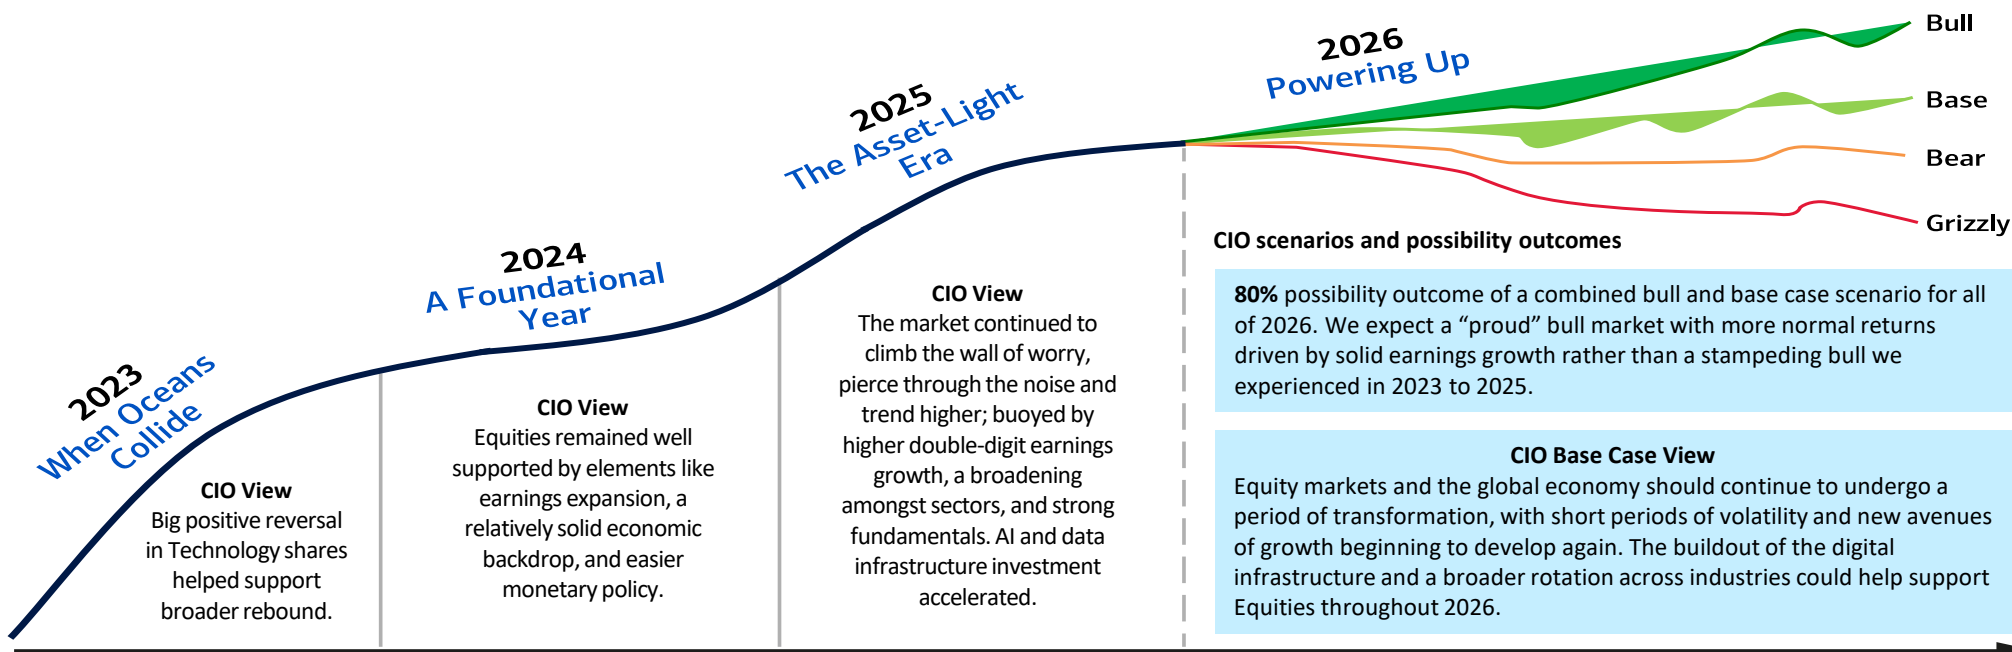 2023
When Oceans
Collide
CIO View
Big positive reversal
in Technology shares
helped support
broader rebound.
2024
A Foundational
Year
CIO View
Equities remained well
supported by elements like
earnings expansion, a
relatively solid economic
backdrop, and easier
monetary policy.
2025
The Asset-Light
Era
CIO View
The market continued to
climb the wall of worry,
pierce through the noise and
trend higher; buoyed by
higher double-digit earnings
growth, a broadening
amongst sectors, and strong
fundamentals. AI and data
infrastructure investment
accelerated.
2026
Powering Up
Bull
Base
Bear
Grizzly
CIO scenarios and possibility outcomes
80% possibility outcome of a combined bull and base case scenario for all
of 2026. We expect a “proud” bull market with more normal returns
driven by solid earnings growth rather than a stampeding bull we
experienced in 2023 to 2025.
CIO Base Case View
Equity markets and the global economy should continue to undergo a
period of transformation, with short periods of volatility and new avenues
of growth beginning to develop again. The buildout of the digital
infrastructure and a broader rotation across industries could help support
Equities throughout 2026.